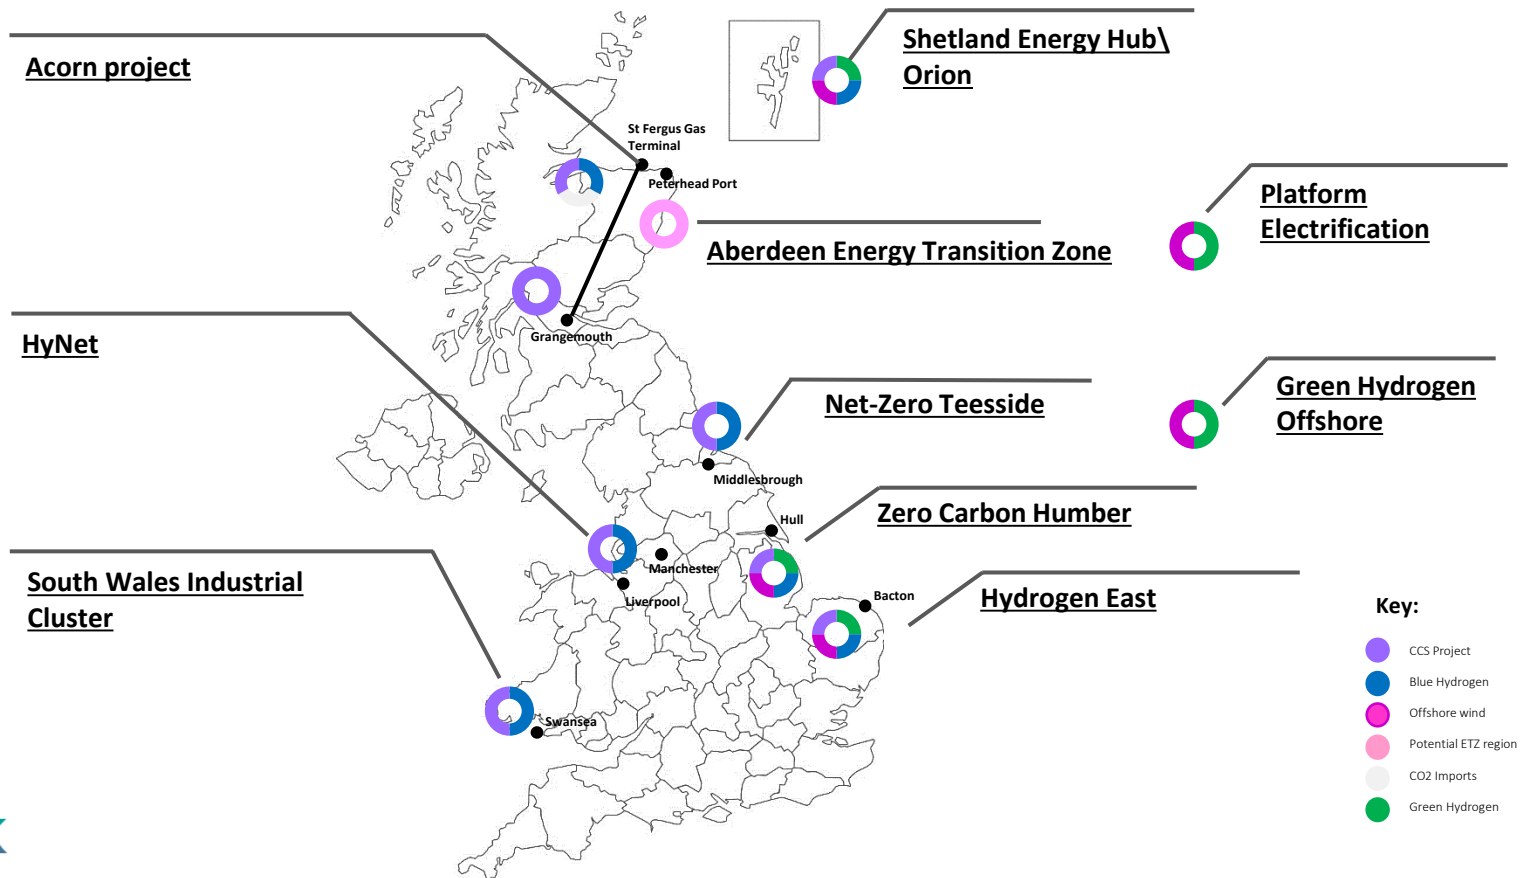 Acorn project
Shetland Energy Hub\
Orion
St Fergus Gas
Terminal
Peterhead Port
Platform
Electrification
Aberdeen Energy Transition Zone
Grangemouth
HyNet
Net-Zero Teesside
Green Hydrogen
Offshore
Middlesbrough
Zero Carbon Humber
Hull
Manchester
Liverpool
South Wales Industrial
Cluster
Bacton
Hydrogen East
Swansea
Key:
CCS Project
Blue Hydrogen
Offshore wind
Potential ETZ region
CO2 Imports
Green Hydrogen